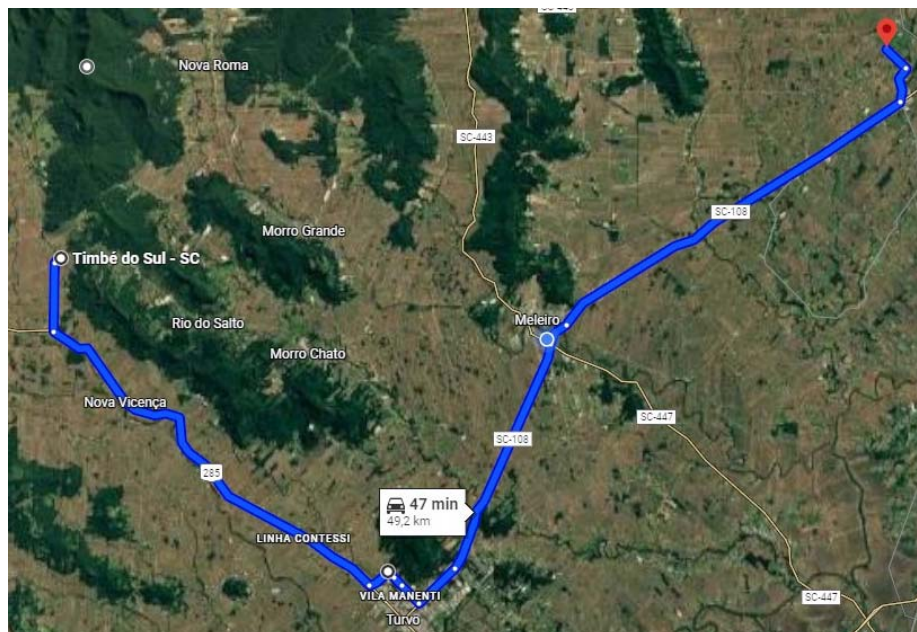 Nova Roma
SC-443
SC-108
Morro Grande
Timbé do Sul - SC
Rio do Salto
Meleiro
Morro Chato
Nova Vicença
SC-447
SC-108
285
47 min
49,2 km
LINHA CONTESSI
VILA MANENTI
SC-447
Turvo